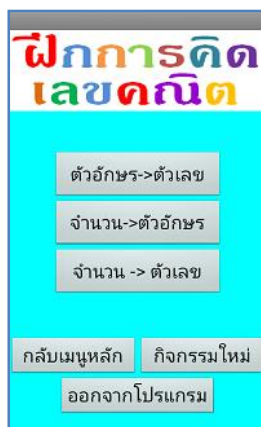 ฝึกการคิด
เลขคณิต
ตัวอักษร->ตัวเลข
จำนวน->ตัวอักษร
จำนวน -> ตัวเลข
กลับเมนูหลัก กิจกรรมใหม่
ออกจากโปรแกรม